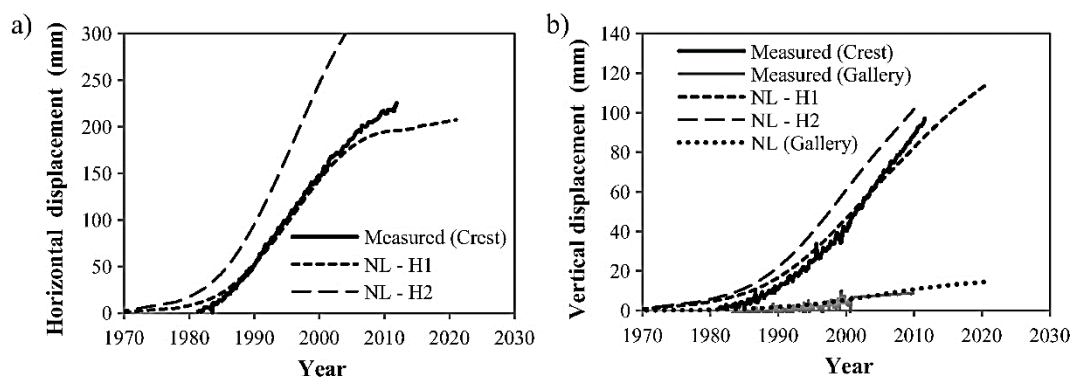 a)
Horizontal displacement (mm)
300
250
200
150
100
50
0
1970 1980 1990 2000 2010 2020 2030
Year
Measured (Crest)
NL - H1
NL - H2
b)
Vertical displacement (mm)
140
120
100
80
60
40
20
0
1970 1980 1990 2000 2010 2020 2030
Year
Measured (Crest)
Measured (Gallery)
NL - H1
NL - H2
NL (Gallery)